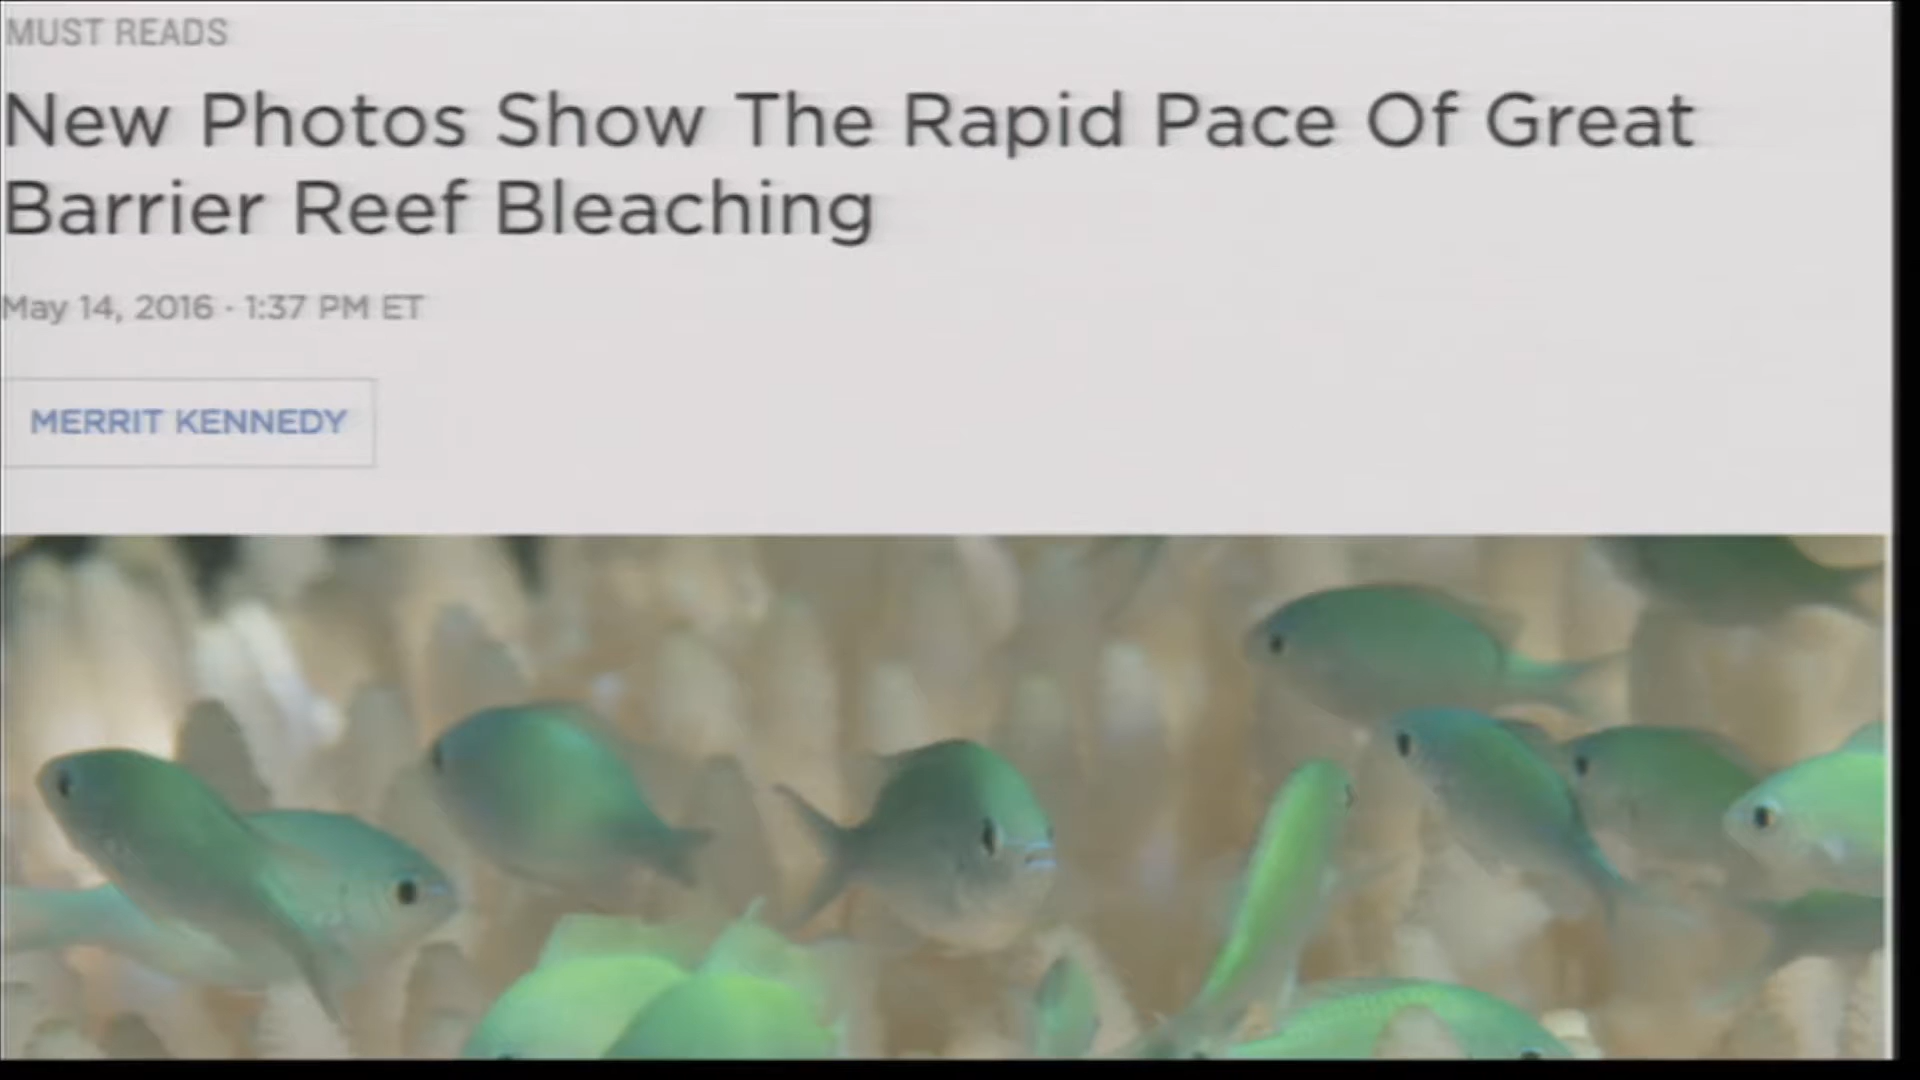 MUST READS
New Photos Show The Rapid Pace Of Great
Barrier Reef Bleaching
May 14, 2016 · 1:37 PM ET
MERRIT KENNEDY